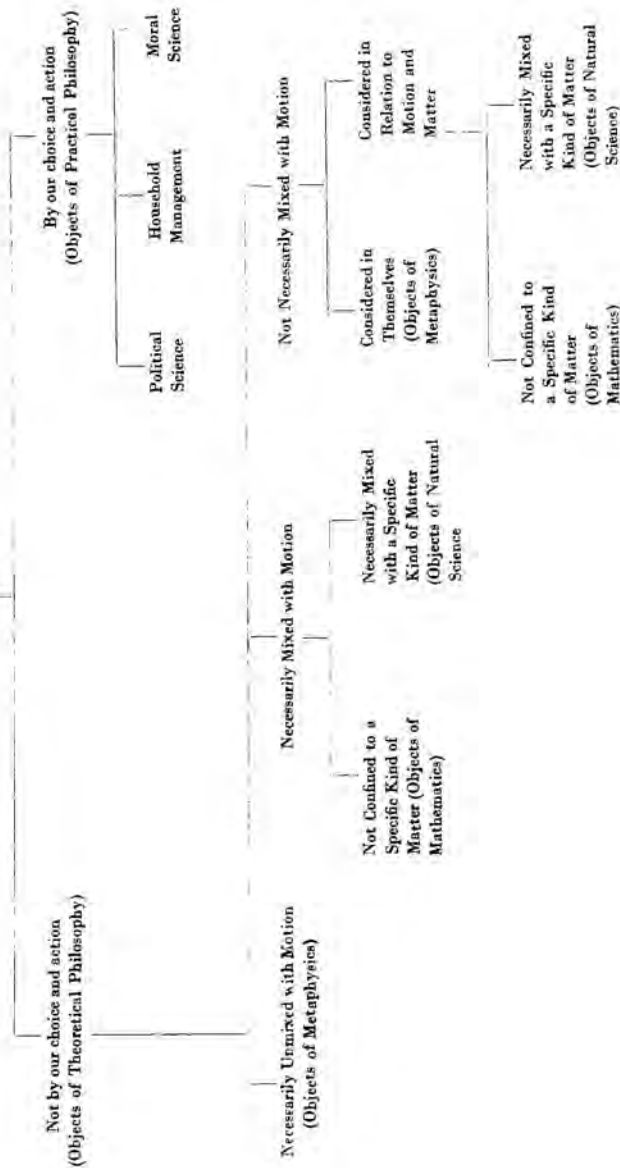 Not by our choice and action
(Objects of Theoretical Philosophy)
By our choice and action
(Objects of Practical Philosophy)
Political
Science
Household
Management
Moral
Science
Necessarily Unmixed with Motion
(Objects of Metaphysics)
Necessarily Mixed with Motion
Not Necessarily Mixed with Motion
Not Confined to a
Specific Kind of
Matter (Objects of
Mathematics)
Necessarily Mixed
with a Specific
Kind of Matter
(Objects of Natural
Science
Considered in
Themselves
(Objects of
Metaphysics)
Considered in
Relation to
Motion and
Matter
Not Confined to
a Specific Kind
of Matter
(Objects of
Mathematics)
Necessarily Mixed
with a Specific
Kind of Matter
(Objects of Natural
Science)